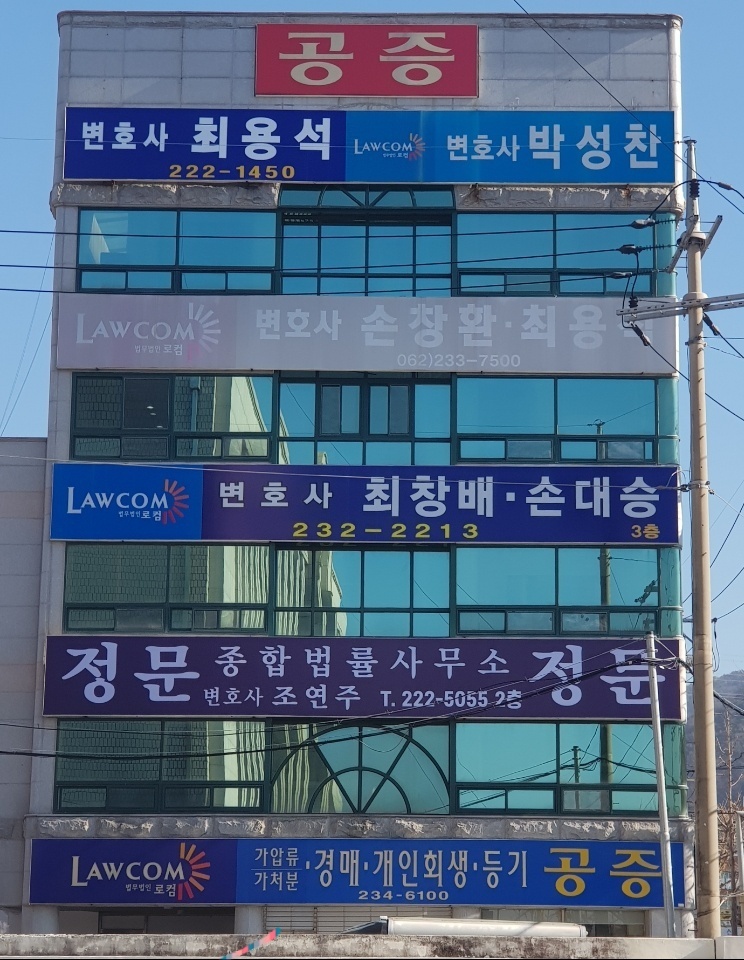 공증
변호사 최용석
222-1450
LAWCOM
법무법인 로컴
변호사 박성찬
LAWCOM
법무법인 로컴
변호사 손창환·최용석
062)233-7500
LAWCOM
법무법인 로컴
변호사 최창배·손대승
232-2213
3층
정문 종합법률사무소 정문
변호사 조연주 T. 222-5055 2층
LAWCOM
법무법인 로컴
가압류
가처분
·경매·개인회생·등기
234-6100
공증